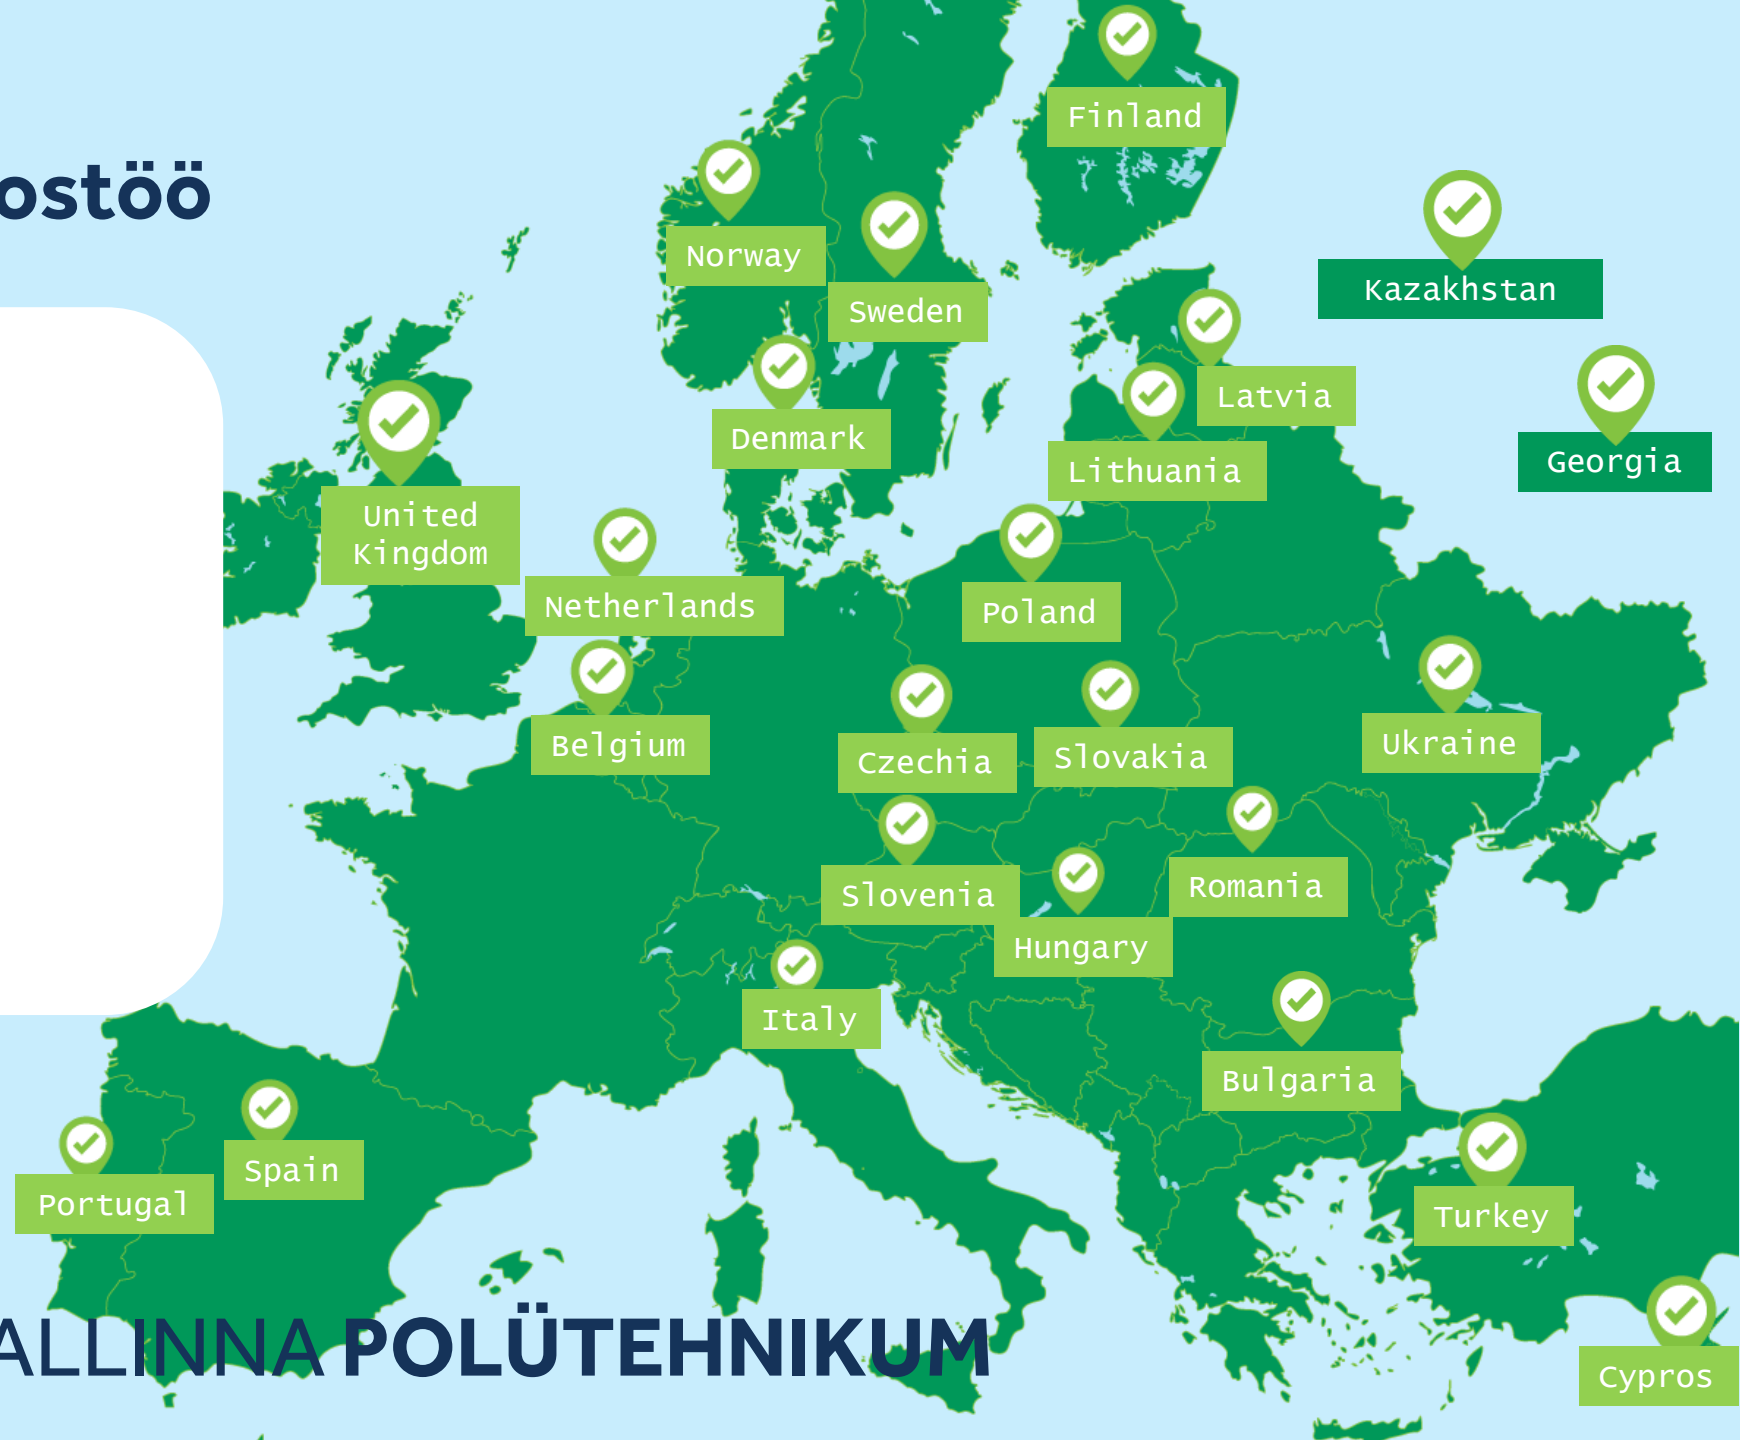 ostöö
Finland
Norway
Sweden
Kazakhstan
Latvia
Denmark
Georgia
Lithuania
United
Kingdom
Netherlands
Poland
Belgium
Czechia
Slovakia
Ukraine
Slovenia
Romania
Hungary
Italy
Bulgaria
Spain
Portugal
Turkey
ALLINNA POLÜTEHNIKUM
Cypros